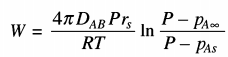 W = \frac{4\pi D_{AB} P r_s}{RT} \ln \frac{P - p_{A\infty}}{P - p_{As}}